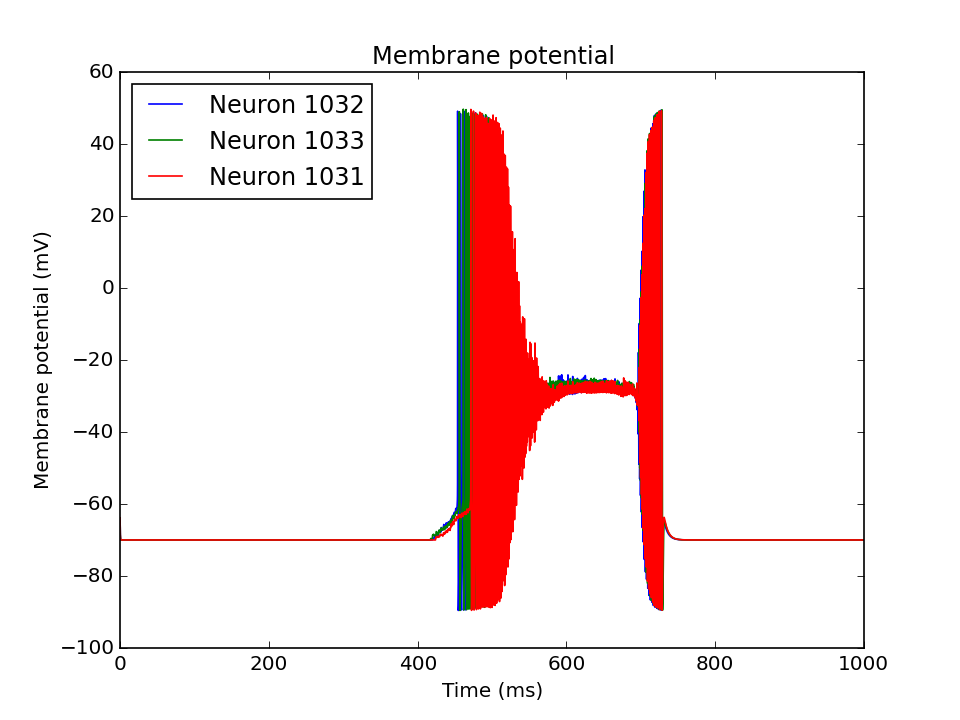 Membrane potential
60
40
20
0
−20
−40
−60
−80
−100
Membrane potential (mV)
Neuron 1032
Neuron 1033
Neuron 1031
0 200 400 600 800 1000
Time (ms)